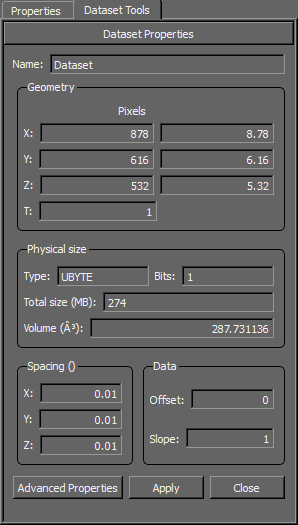 Properties Dataset Tools
Dataset Properties
Name: Dataset
Geometry
Pixels
X: 878 8.78
Y: 616 6.16
Z: 532 5.32
T: 1
Physical size
Type: UBYTE Bits: 1
Total size (MB): 274
Volume (Â³): 287.731136
Spacing () Data
X: 0.01 Offset: 0
Y: 0.01
Z: 0.01 Slope: 1
Advanced Properties Apply Close